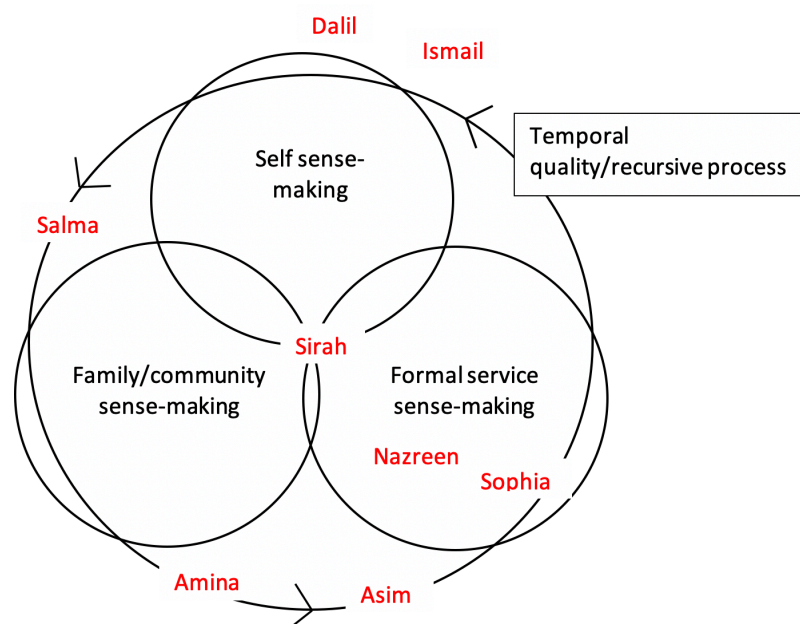 Dalil
Ismail
Temporal
quality/recursive process
Self sense-
making
Salma
Sirah
Family/community
sense-making
Formal service
sense-making
Nazreen
Sophia
Amina
Asim